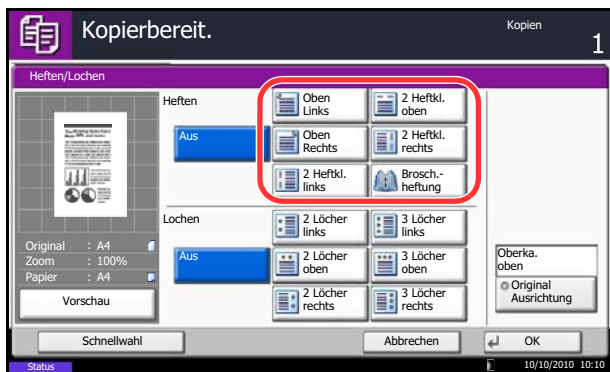 Kopierbereit.
Kopien
1
Heften/Lochen
Heften
Aus
Oben
Links
2 Heftkl.
oben
Oben
Rechts
2 Heftkl.
rechts
2 Heftkl.
links
Brosch.-
heftung
Lochen
Aus
2 Löcher
links
3 Löcher
links
2 Löcher
oben
3 Löcher
oben
2 Löcher
rechts
3 Löcher
rechts
Original : A4
Zoom : 100%
Papier : A4
Vorschau
Oberka.
oben
Original
Ausrichtung
Schnellwahl
Abbrechen
OK
Status
10/10/2010 10:10